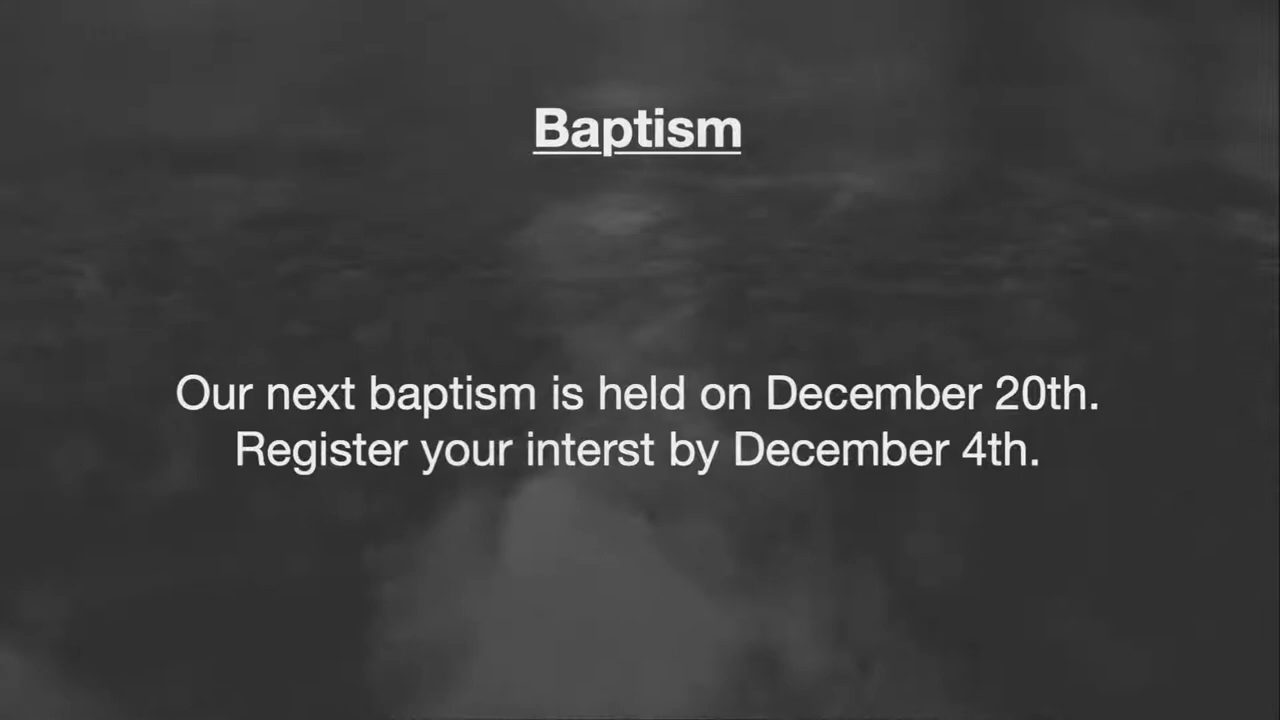 Baptism
Our next baptism is held on December 20th.
Register your interst by December 4th.